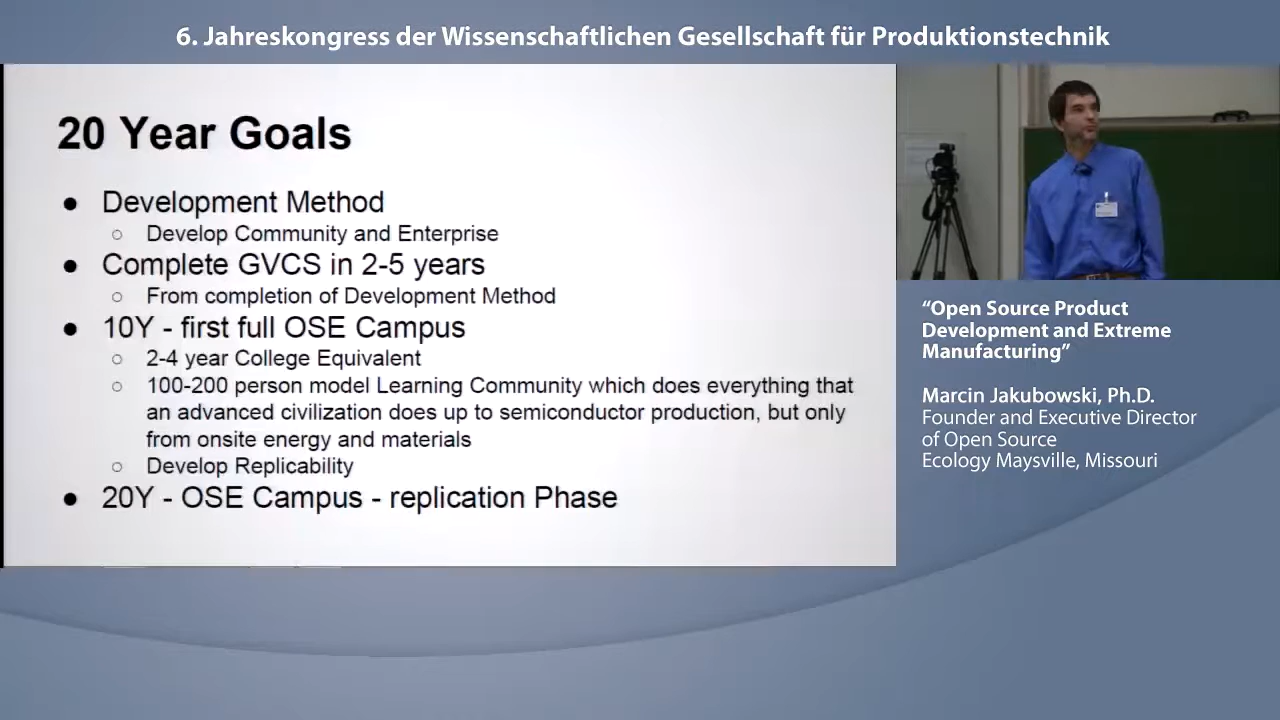 6. Jahreskongress der Wissenschaftlichen Gesellschaft für Produktionstechnik
20 Year Goals
● Development Method
○ Develop Community and Enterprise
● Complete GVCS in 2-5 years
○ From completion of Development Method
● 10Y - first full OSE Campus
○ 2-4 year College Equivalent
○ 100-200 person model Learning Community which does everything that
an advanced civilization does up to semiconductor production, but only
from onsite energy and materials
○ Develop Replicability
● 20Y - OSE Campus - replication Phase
“Open Source Product
Development and Extreme
Manufacturing”
Marcin Jakubowski, Ph.D.
Founder and Executive Director
of Open Source
Ecology Maysville, Missouri